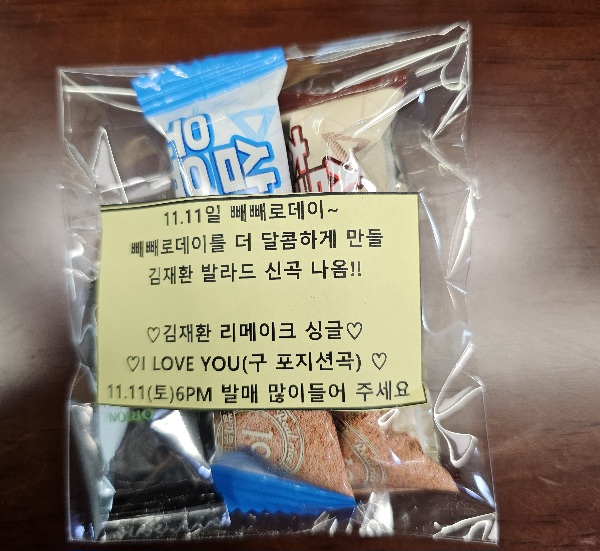 11.11일 빼빼로데이~
빼빼로데이를 더 달콤하게 만들
김재환 발라드 신곡 나옴!!
♡김재환 리메이크 싱글♡
♡I LOVE YOU(구 포지션곡) ♡
11.11(토)6PM 발매 많이들어 주세요
ORION